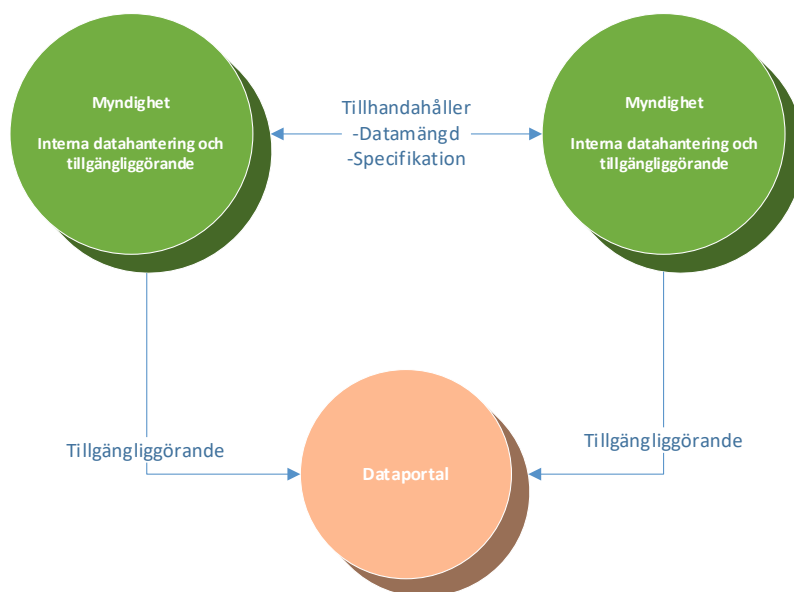 Myndighet
Interna datahantering och
tillgängliggörande
Tillhandahåller
-Datamängd
-Specifikation
Myndighet
Interna datahantering och
tillgängliggörande
Tillgängliggörande
Dataportal
Tillgängliggörande